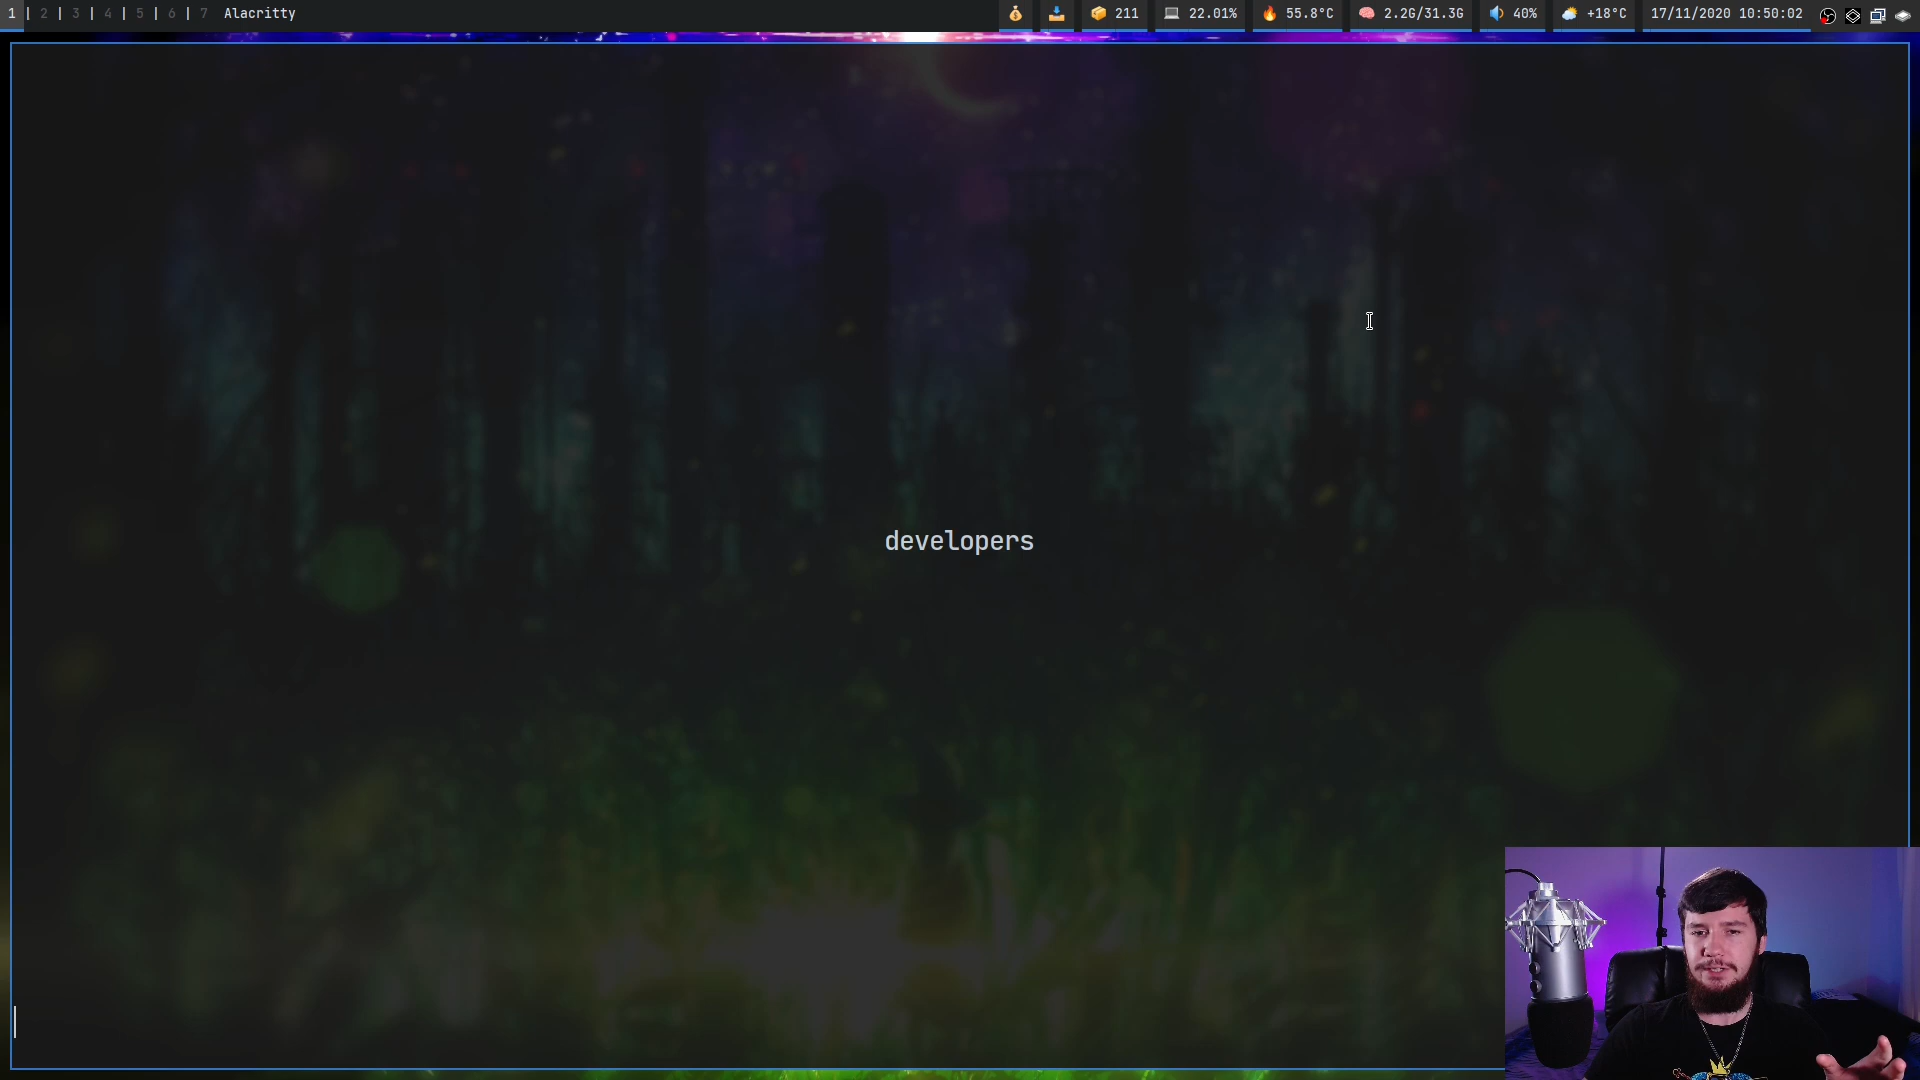 1 | 2 | 3 | 4 | 5 | 6 | 7 Alacritty 211 22.01% 55.8°C 2.2G/31.3G 40% +18°C 17/11/2020 10:50:02
developers